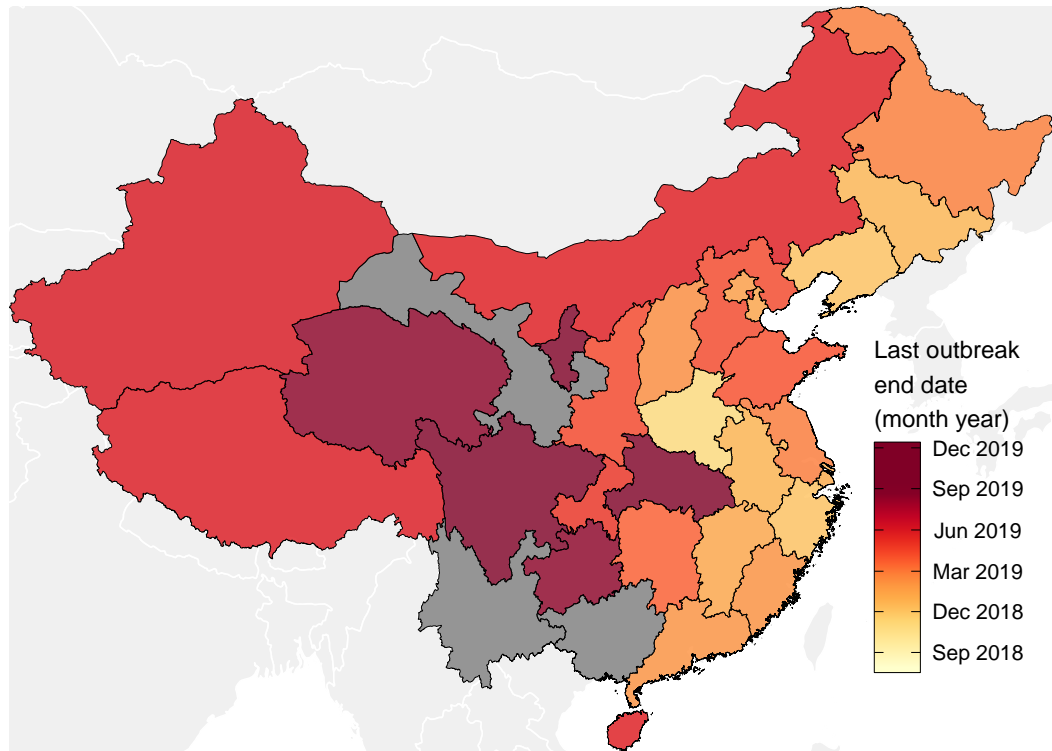 Last outbreak
end date
(month year)
Dec 2019
Sep 2019
Jun 2019
Mar 2019
Dec 2018
Sep 2018